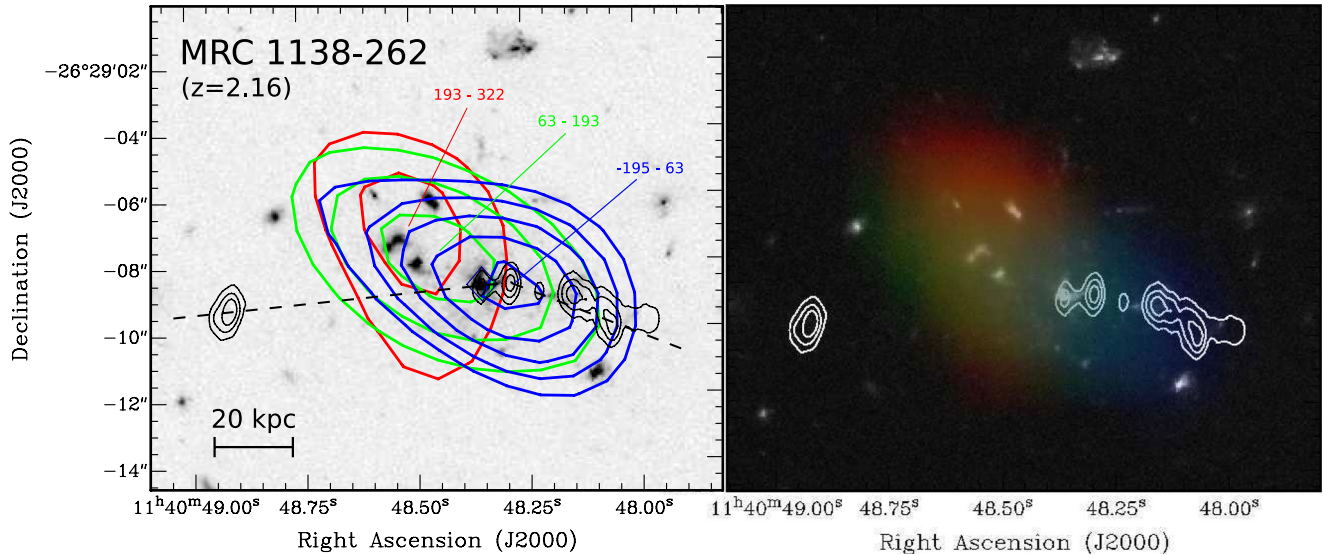 MRC 1138-262
(z=2.16)
193 - 322
63 - 193
-195 - 63
20 kpc
Declination (J2000)
−26°29′02″
−04″
−06″
−08″
−10″
−12″
−14″
11h40m49.00s
48.75s
48.50s
48.25s
48.00s
Right Ascension (J2000)
11h40m49.00s
48.75s
48.50s
48.25s
48.00s
Right Ascension (J2000)